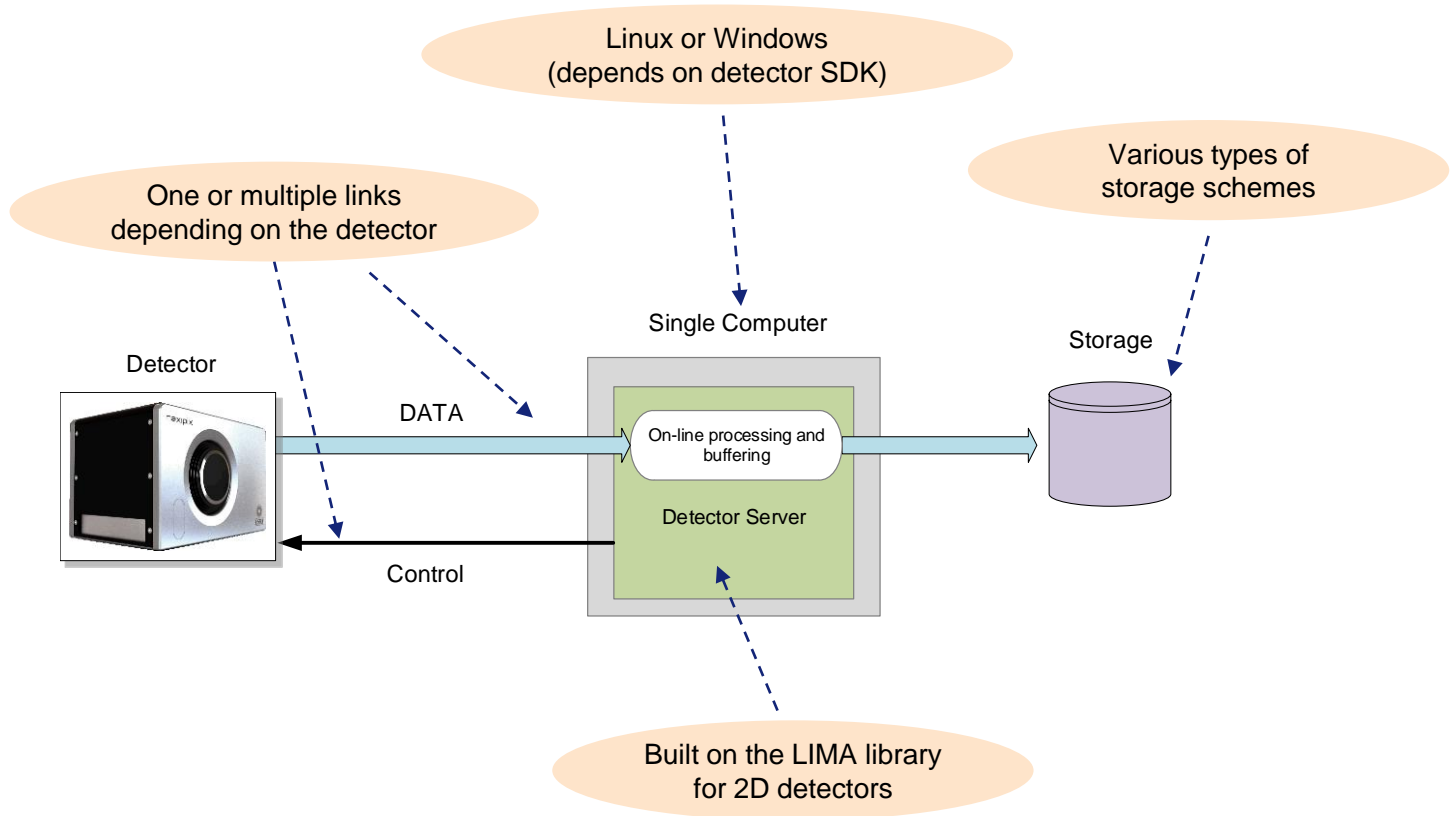 Linux or Windows
(depends on detector SDK)
Various types of
storage schemes
One or multiple links
depending on the detector
Single Computer
Storage
Detector
DATA
On-line processing and
buffering
Detector Server
Control
Built on the LIMA library
for 2D detectors